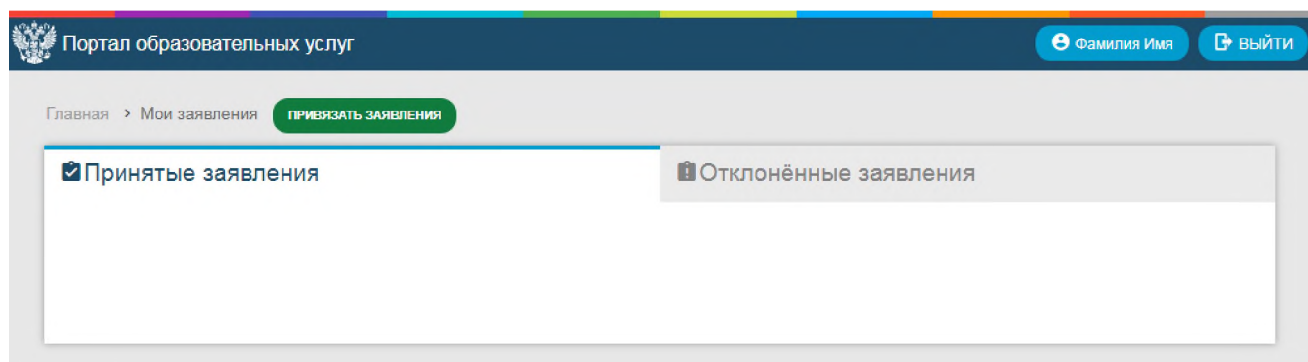 Портал образовательных услуг
Фамилия Имя
ВЫЙТИ
Главная > Мои заявления
ПРИВЯЗАТЬ ЗАЯВЛЕНИЯ
Принятые заявления
Отклонённые заявления